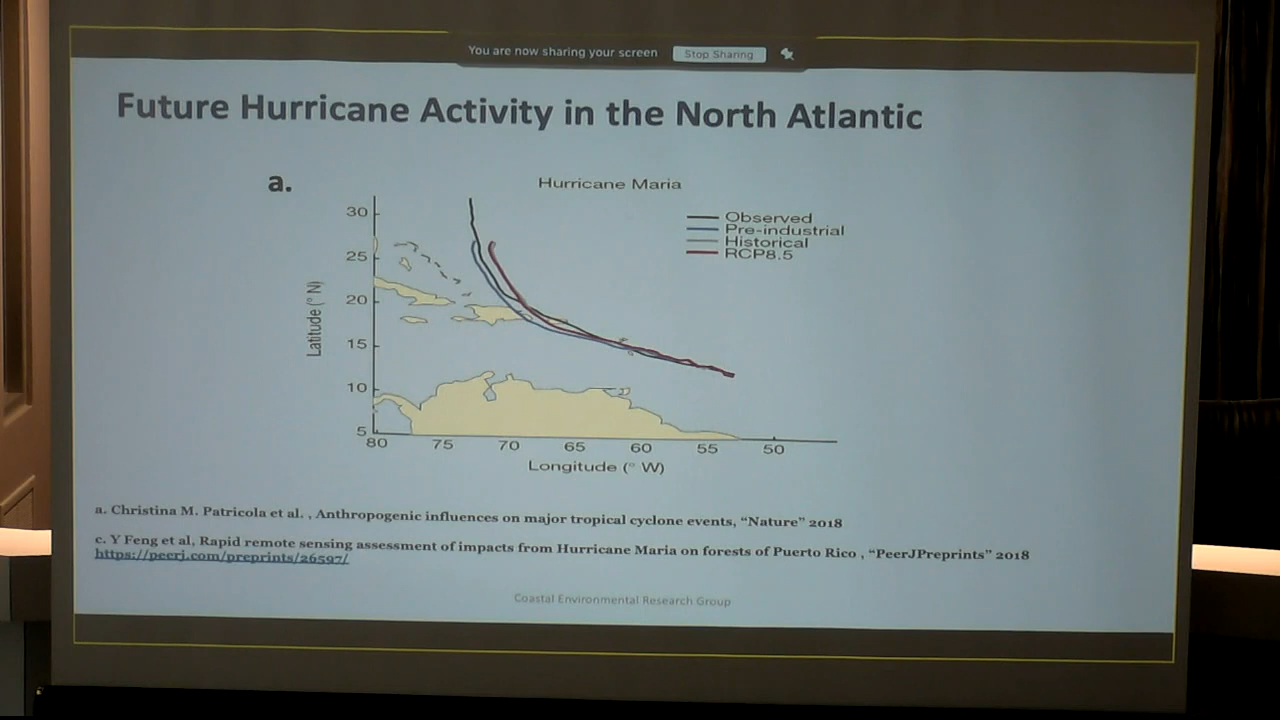 You are now sharing your screen Stop Sharing
Future Hurricane Activity in the North Atlantic
a.
Hurricane Maria
Observed
Pre-industrial
Historical
RCP8.5
30
25
20
15
10
5
Latitude (° N)
80 75 70 65 60 55 50
Longitude (° W)
a. Christina M. Patricola et al. , Anthropogenic influences on major tropical cyclone events, “Nature” 2018
c. Y Feng et al, Rapid remote sensing assessment of impacts from Hurricane Maria on forests of Puerto Rico , “PeerJPreprints” 2018
https://peerj.com/preprints/26597/
Coastal Environmental Research Group